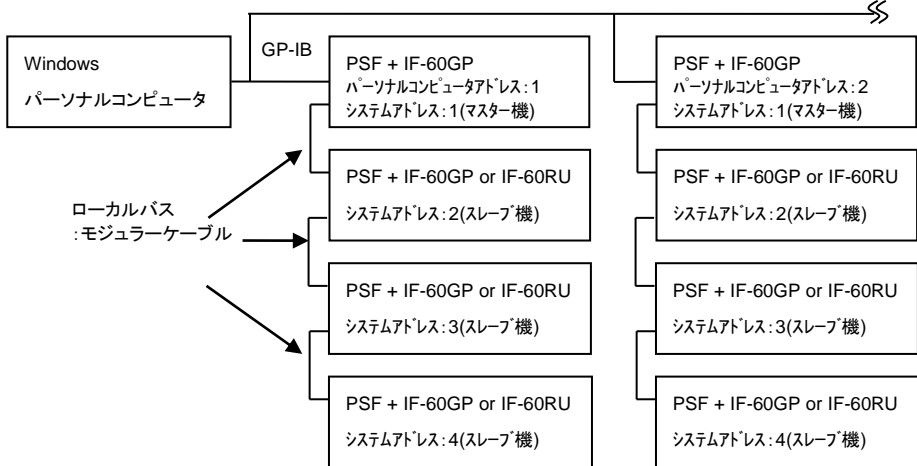 GP-IB
Windows
パーソナルコンピュータ
PSF + IF-60GP
ﾊﾟｰｿﾅﾙｺﾝﾋﾟｭｰﾀｱﾄﾞﾚｽ:1
ｼｽﾃﾑｱﾄﾞﾚｽ:1(ﾏｽﾀｰ機)
PSF + IF-60GP or IF-60RU
ｼｽﾃﾑｱﾄﾞﾚｽ:2(ｽﾚｰﾌﾞ機)
PSF + IF-60GP or IF-60RU
ｼｽﾃﾑｱﾄﾞﾚｽ:3(ｽﾚｰﾌﾞ機)
PSF + IF-60GP or IF-60RU
ｼｽﾃﾑｱﾄﾞﾚｽ:4(ｽﾚｰﾌﾞ機)
ローカルバス
:モジュラーケーブル
PSF + IF-60GP
ﾊﾟｰｿﾅﾙｺﾝﾋﾟｭｰﾀｱﾄﾞﾚｽ:2
ｼｽﾃﾑｱﾄﾞﾚｽ:1(ﾏｽﾀｰ機)
PSF + IF-60GP or IF-60RU
ｼｽﾃﾑｱﾄﾞﾚｽ:2(ｽﾚｰﾌﾞ機)
PSF + IF-60GP or IF-60RU
ｼｽﾃﾑｱﾄﾞﾚｽ:3(ｽﾚｰﾌﾞ機)
PSF + IF-60GP or IF-60RU
ｼｽﾃﾑｱﾄﾞﾚｽ:4(ｽﾚｰﾌﾞ機)